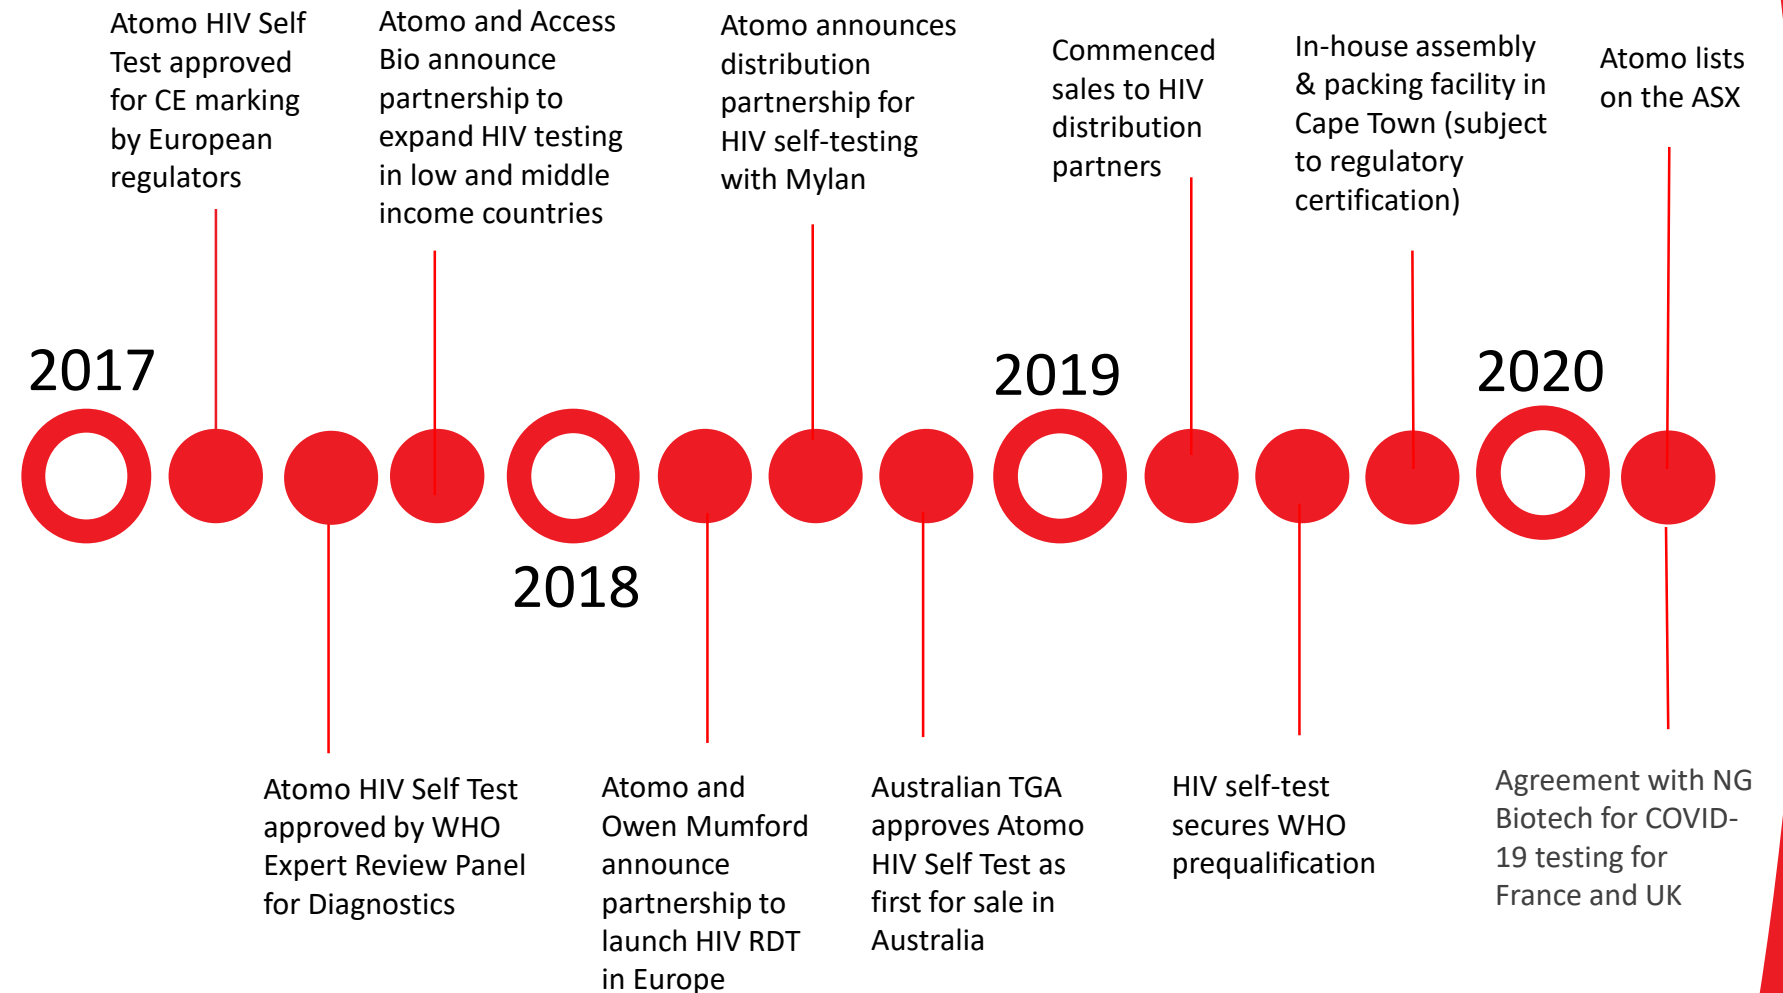 Atomo HIV Self
Test approved
for CE marking
by European
regulators
Atomo and Access
Bio announce
partnership to
expand HIV testing
in low and middle
income countries
Atomo announces
distribution
partnership for
HIV self-testing
with Mylan
Commenced
sales to HIV
distribution
partners
In-house assembly
& packing facility in
Cape Town (subject
to regulatory
certification)
Atomo lists
on the ASX
2017
2018
2019
2020
Atomo HIV Self Test
approved by WHO
Expert Review Panel
for Diagnostics
Atomo and
Owen Mumford
announce
partnership to
launch HIV RDT
in Europe
Australian TGA
approves Atomo
HIV Self Test as
first for sale in
Australia
HIV self-test
secures WHO
prequalification
Agreement with NG
Biotech for COVID-
19 testing for
France and UK